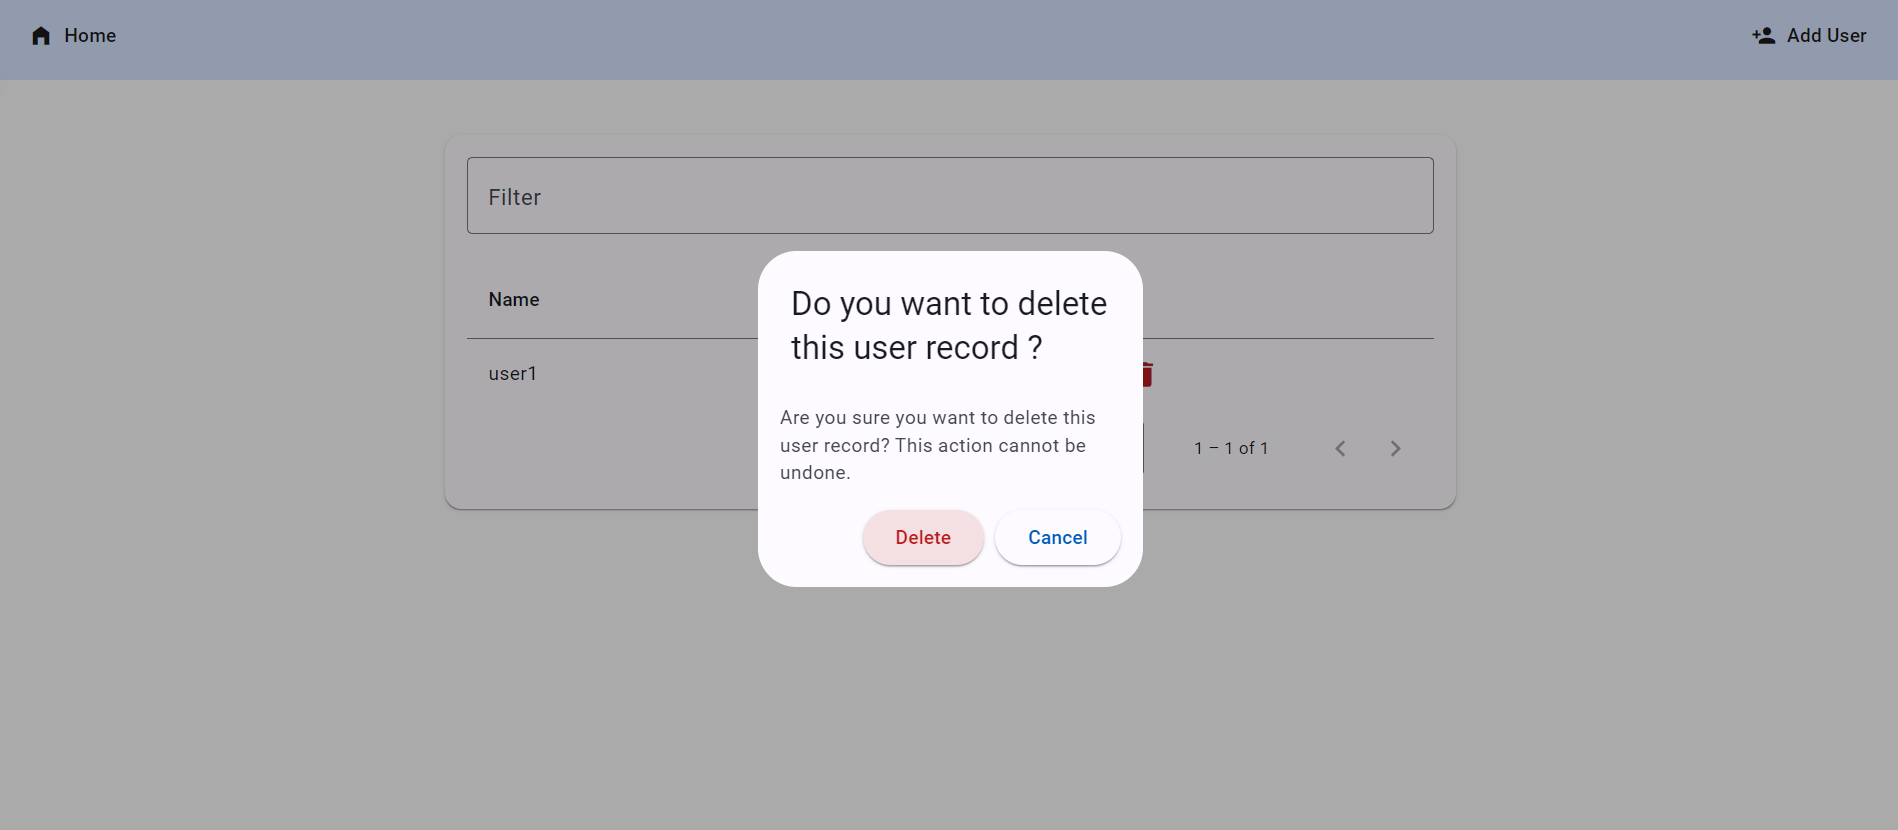 Home
Add User
Filter
Name
Do you want to delete
this user record ?
user1
Are you sure you want to delete this
user record? This action cannot be
undone.
1 – 1 of 1
Delete
Cancel